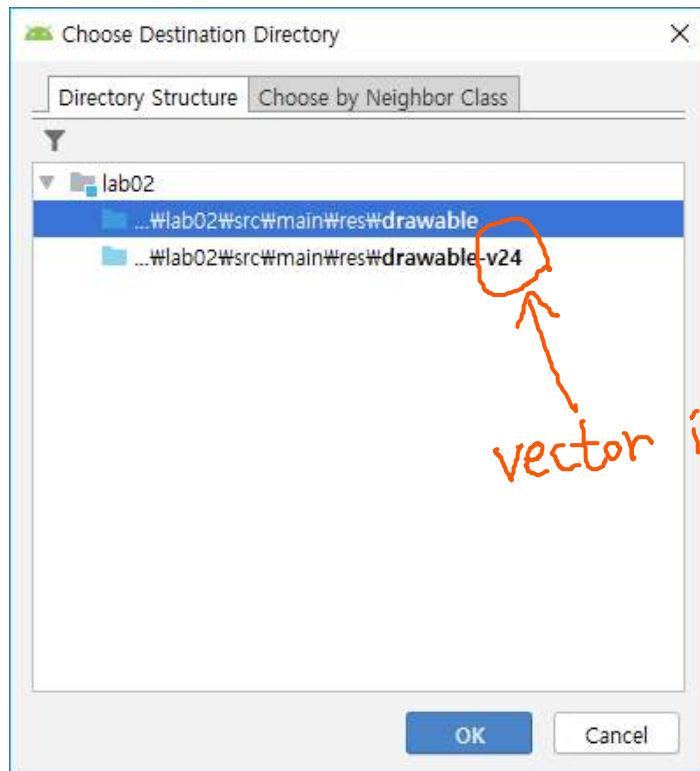 Choose Destination Directory
Directory Structure Choose by Neighbor Class
lab02
...₩lab02₩src₩main₩res₩drawable
...₩lab02₩src₩main₩res₩drawable-v24
vector
OK Cancel